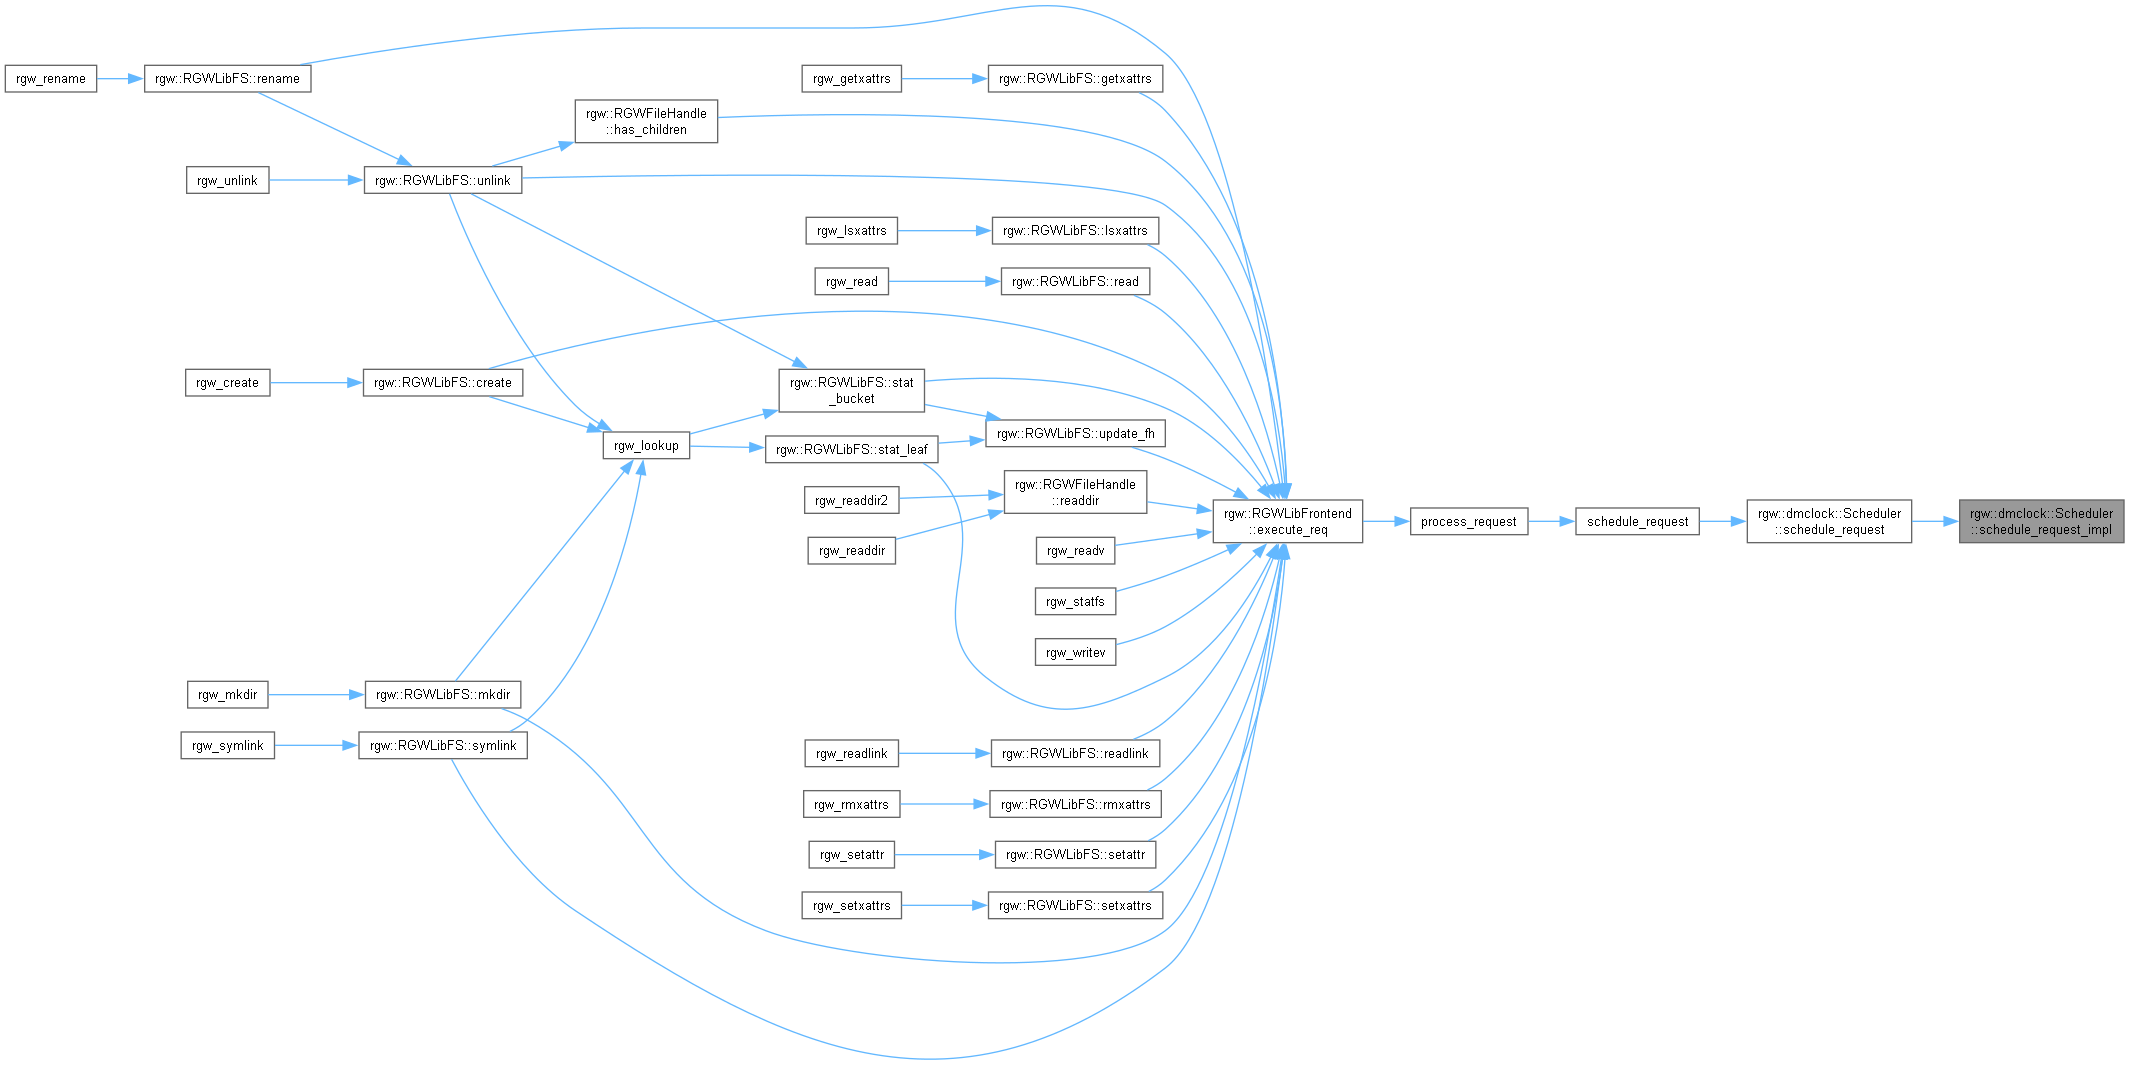 rgw_rename
rgw::RGWLibFS::rename
rgw_getxattrs
rgw::RGWLibFS::getxattrs
rgw::RGWFileHandle
::has_children
rgw_unlink
rgw::RGWLibFS::unlink
rgw_lsxattrs
rgw::RGWLibFS::lsxattrs
rgw_read
rgw::RGWLibFS::read
rgw_create
rgw::RGWLibFS::create
rgw::RGWLibFS::stat
_bucket
rgw::RGWLibFS::update_fh
rgw_lookup
rgw::RGWLibFS::stat_leaf
rgw_readdir2
rgw::RGWFileHandle
::readdir
rgw_readdir
rgw_readv
rgw::RGWLibFrontend
::execute_req
process_request
schedule_request
rgw::dmclock::Scheduler
::schedule_request
rgw::dmclock::Scheduler
::schedule_request_impl
rgw_statfs
rgw_writev
rgw_mkdir
rgw::RGWLibFS::mkdir
rgw_symlink
rgw::RGWLibFS::symlink
rgw_readlink
rgw::RGWLibFS::readlink
rgw_rmxattrs
rgw::RGWLibFS::rmxattrs
rgw_setattr
rgw::RGWLibFS::setattr
rgw_setxattrs
rgw::RGWLibFS::setxattrs